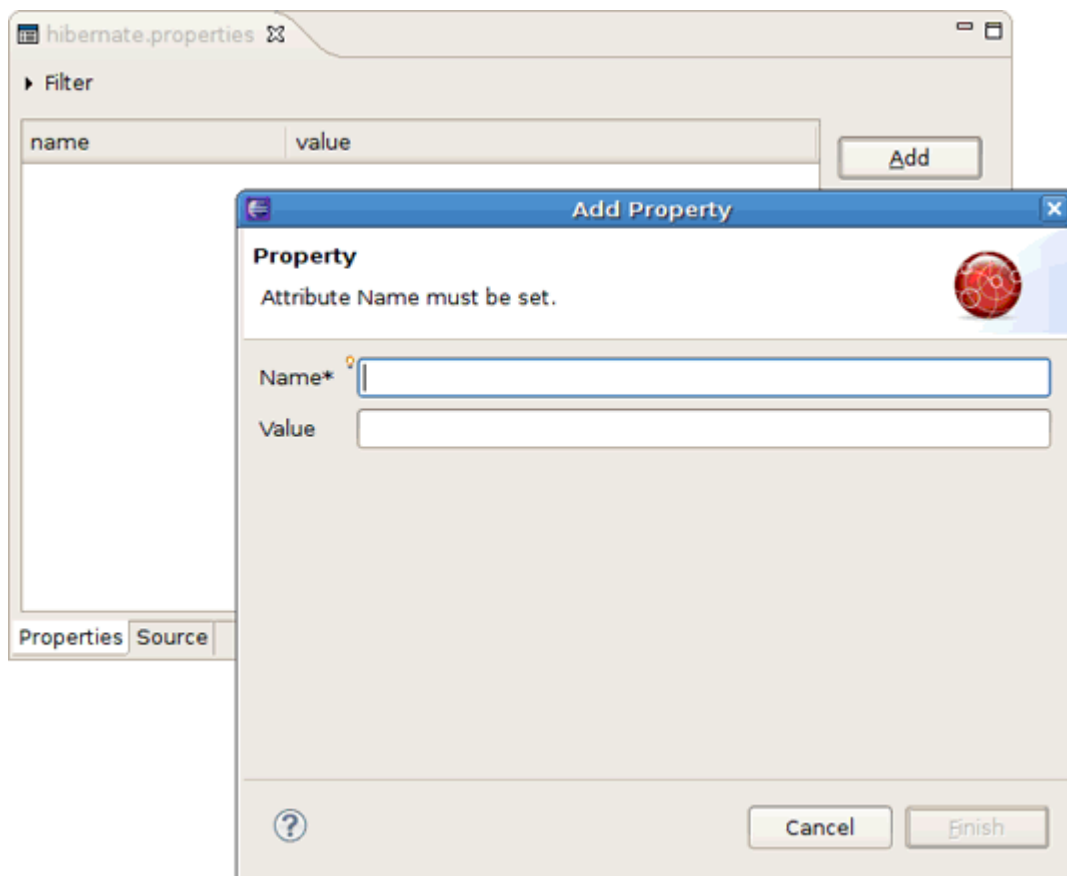 hibernate.properties
Filter
name value
Add
Add Property
Property
Attribute Name must be set.
Name*
Value
Properties Source
Cancel Finish